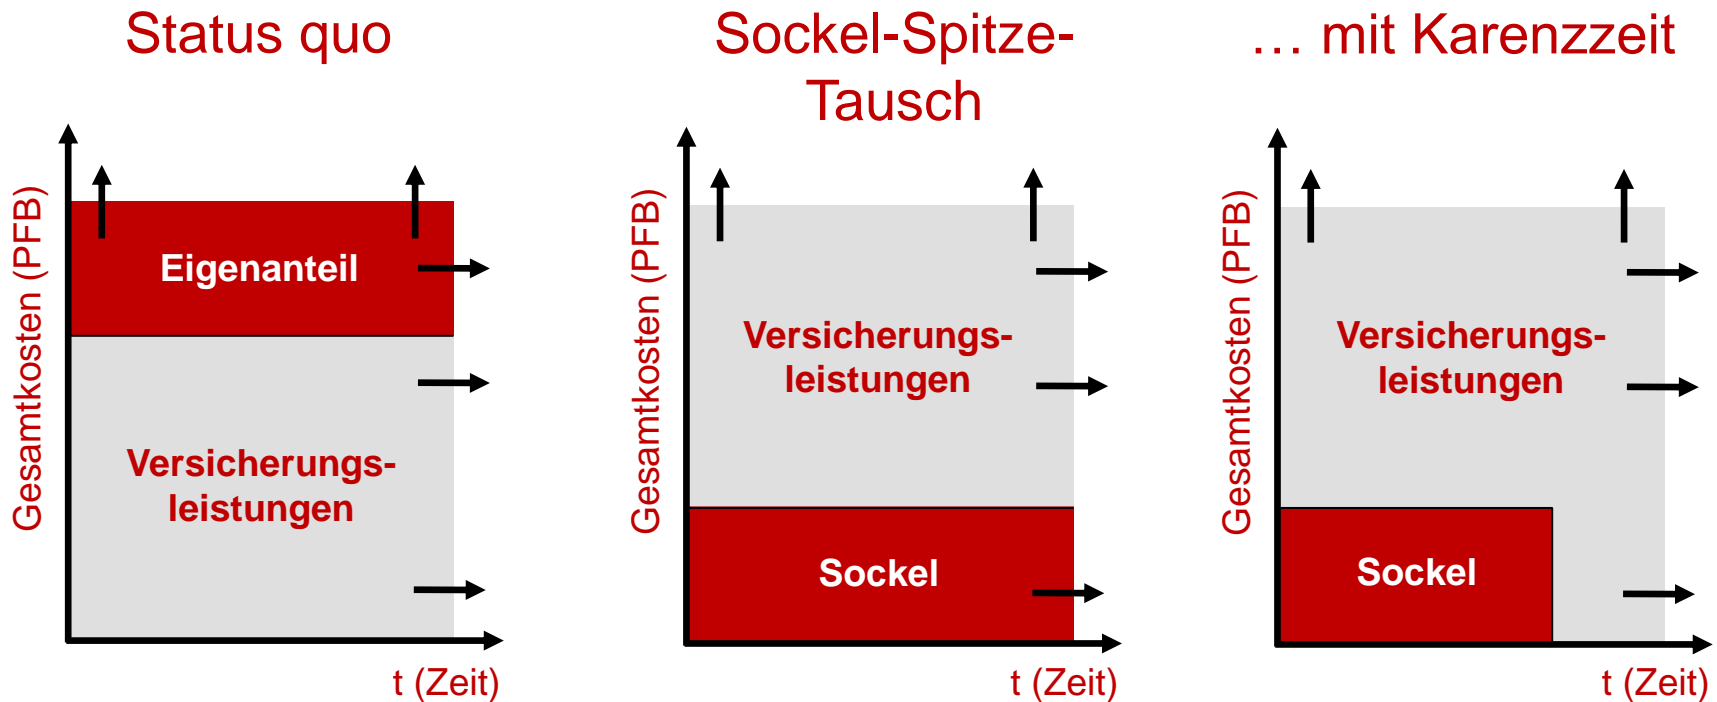 Status quo
Gesamtkosten (PFB)
Eigenanteil
Versicherungs-
leistungen
t (Zeit)
Sockel-Spitze-
Tausch
Gesamtkosten (PFB)
Versicherungs-
leistungen
Sockel
t (Zeit)
… mit Karenzzeit
Gesamtkosten (PFB)
Versicherungs-
leistungen
Sockel
t (Zeit)